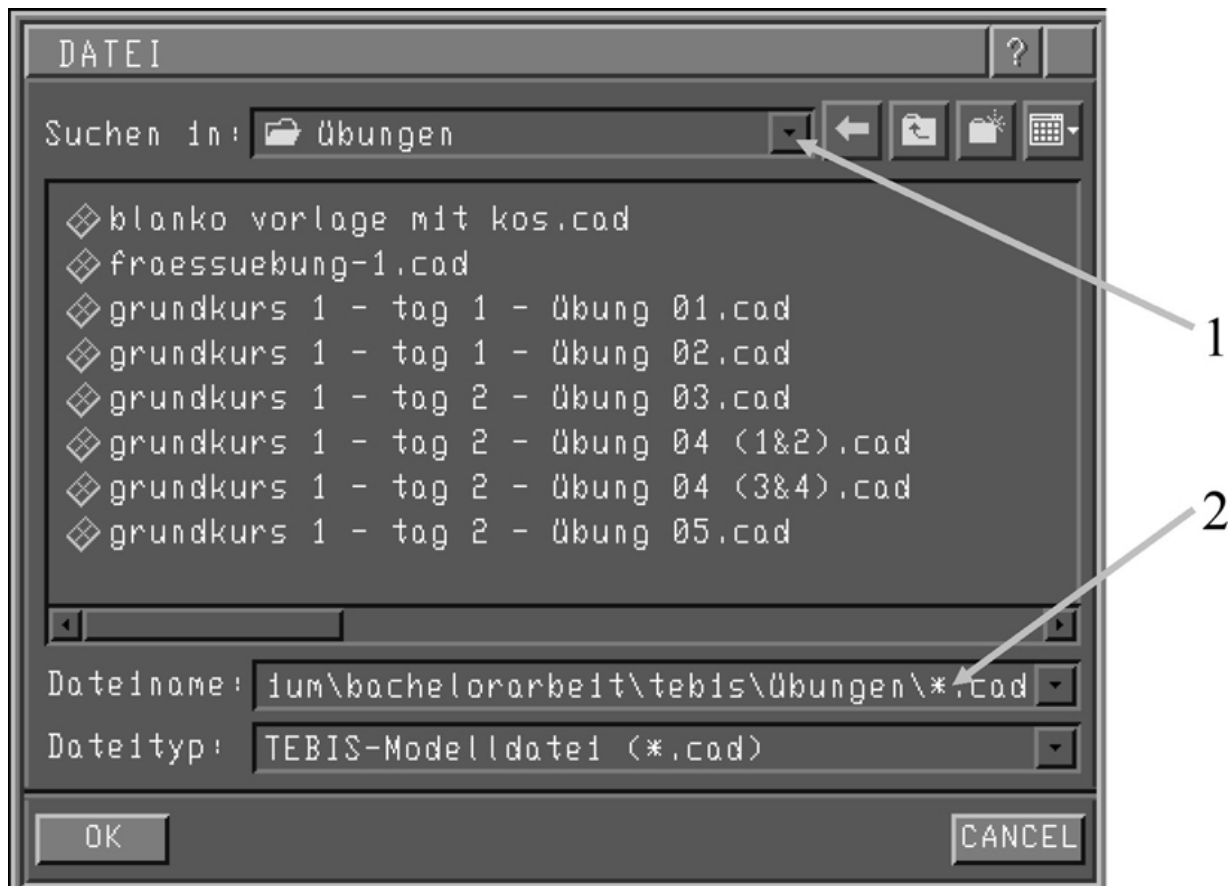 DATEI ?
Suchen in: übungen
blanko vorlage mit kos.cad
fraessuebung-1.cad
grundkurs 1 - tag 1 - übung 01.cad
grundkurs 1 - tag 1 - übung 02.cad
grundkurs 1 - tag 2 - übung 03.cad
grundkurs 1 - tag 2 - übung 04 (1&2).cad
grundkurs 1 - tag 2 - übung 04 (3&4).cad
grundkurs 1 - tag 2 - übung 05.cad
Dateiname: ium\bachelorarbeit\tebis\übungen\*.cad
Dateityp: TEBIS-Modelldatei (*.cad)
OK CANCEL
1
2